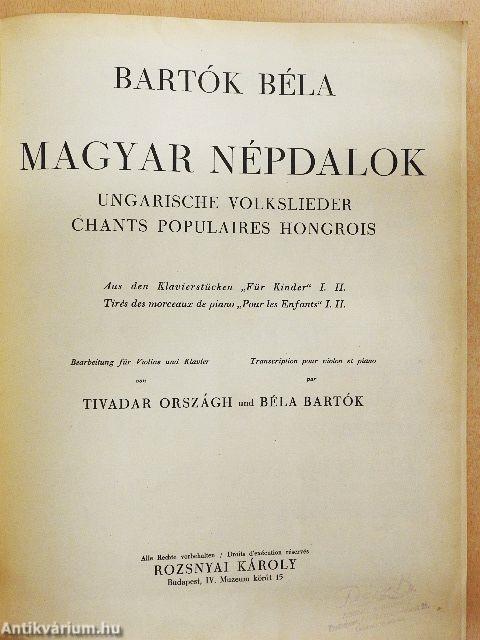 BARTÓK BÉLA
MAGYAR NÉPDALOK
UNGARISCHE VOLKSLIEDER
CHANTS POPULAIRES HONGROIS
Aus den Klavierstücken „Für Kinder" I. II.
Tirés des morceaux de piano „Pour les Enfants" I. II.
Bearbeitung für Violine und Klavier
von
Transcription pour violon et piano
par
TIVADAR ORSZÁGH und BÉLA BARTÓK
Alle Rechte vorbehalten / Droits d'exécution réservés
ROZSNYAI KÁROLY
Budapest, IV. Muzeum körút 15
Antikvárium.hu